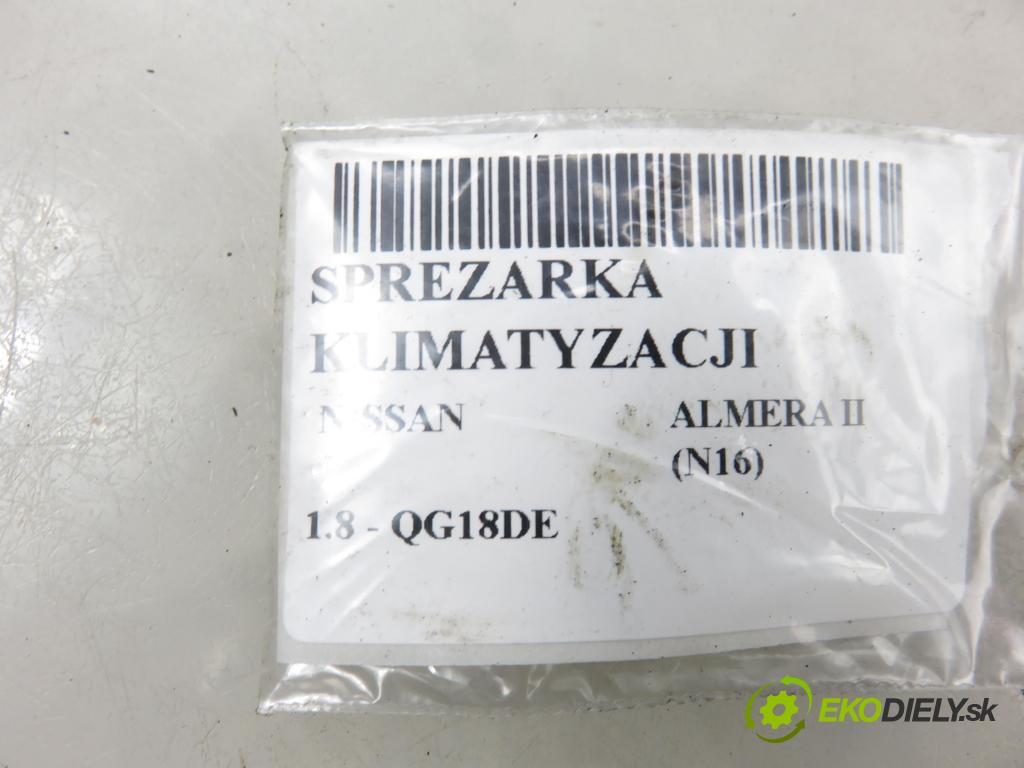 SPREZARKA
KLIMATYZACJI
NISSAN ALMERA II
(N16)
1.8 - QG18DE
EKODIELY.sk